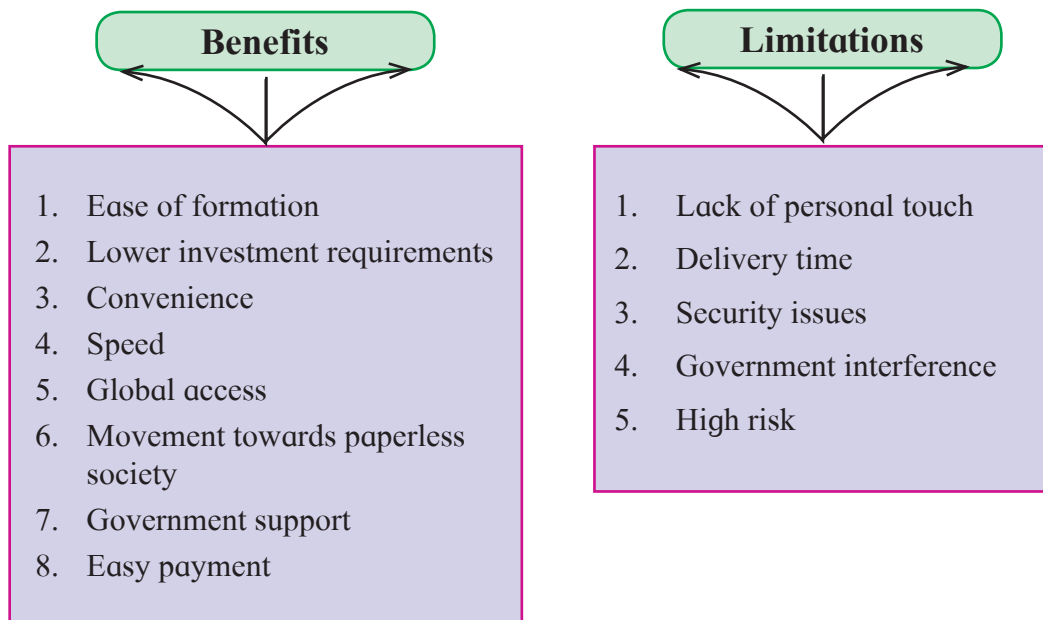 Benefits
1. Ease of formation
2. Lower investment requirements
3. Convenience
4. Speed
5. Global access
6. Movement towards paperless
society
7. Government support
8. Easy payment
Limitations
1. Lack of personal touch
2. Delivery time
3. Security issues
4. Government interference
5. High risk